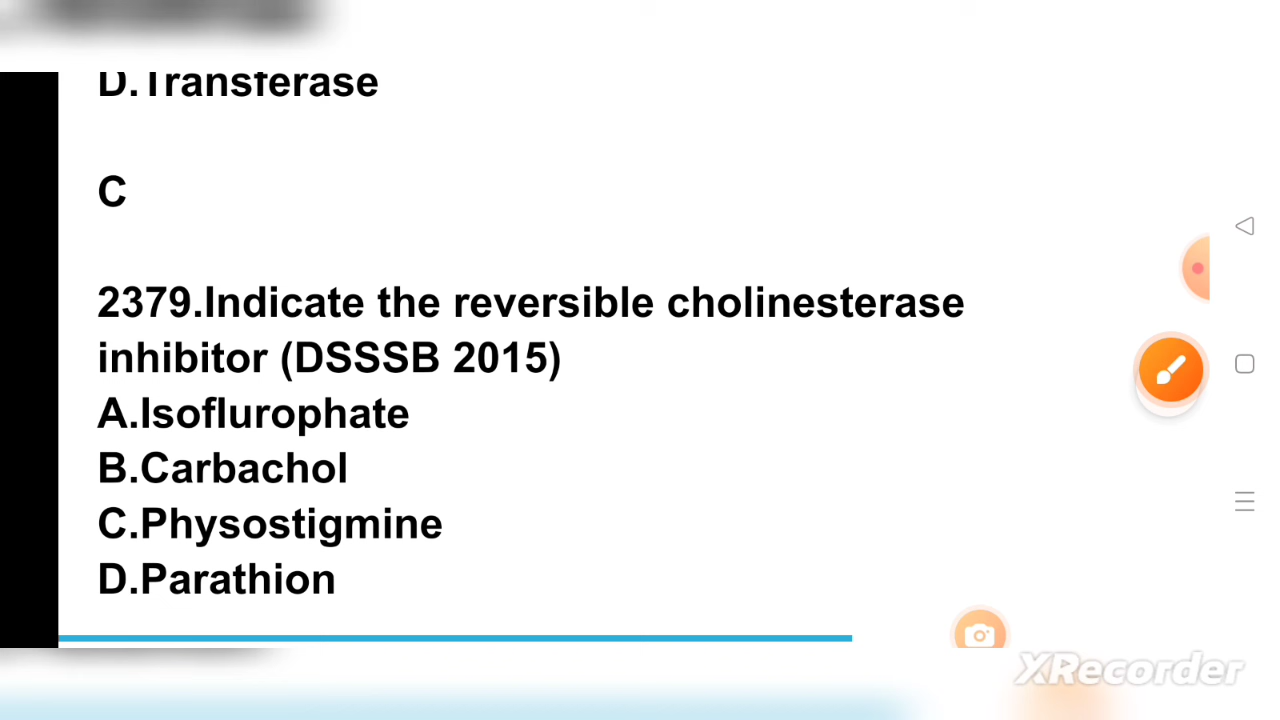 D.Transferase
C
2379.Indicate the reversible cholinesterase
inhibitor (DSSSB 2015)
A.Isoflurophate
B.Carbachol
C.Physostigmine
D.Parathion
XRecorder